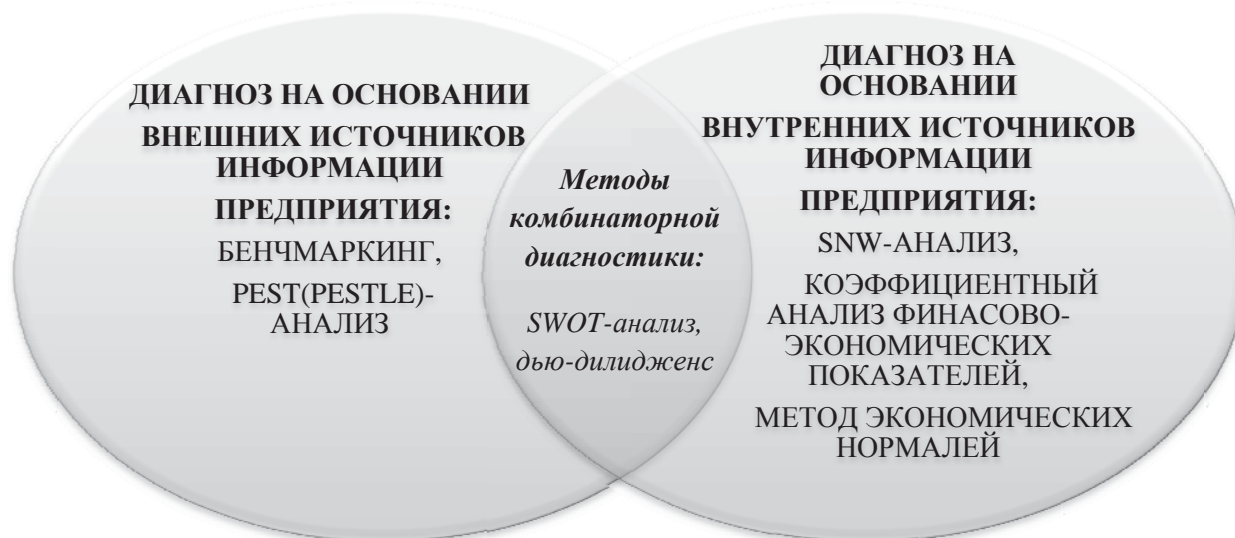 ДИАГНОЗ НА ОСНОВАНИИ
ВНЕШНИХ ИСТОЧНИКОВ
ИНФОРМАЦИИ
ПРЕДПРИЯТИЯ:
БЕНЧМАРКИНГ,
PEST(PESTLE)-
АНАЛИЗ
Методы
комбинаторной
диагностики:
SWOT-анализ,
дью-дилидженс
ДИАГНОЗ НА
ОСНОВАНИИ
ВНУТРЕННИХ ИСТОЧНИКОВ
ИНФОРМАЦИИ
ПРЕДПРИЯТИЯ:
SNW-АНАЛИЗ,
КОЭФФИЦИЕНТНЫЙ
АНАЛИЗ ФИНАСОВО-
ЭКОНОМИЧЕСКИХ
ПОКАЗАТЕЛЕЙ,
МЕТОД ЭКОНОМИЧЕСКИХ
НОРМАЛЕЙ